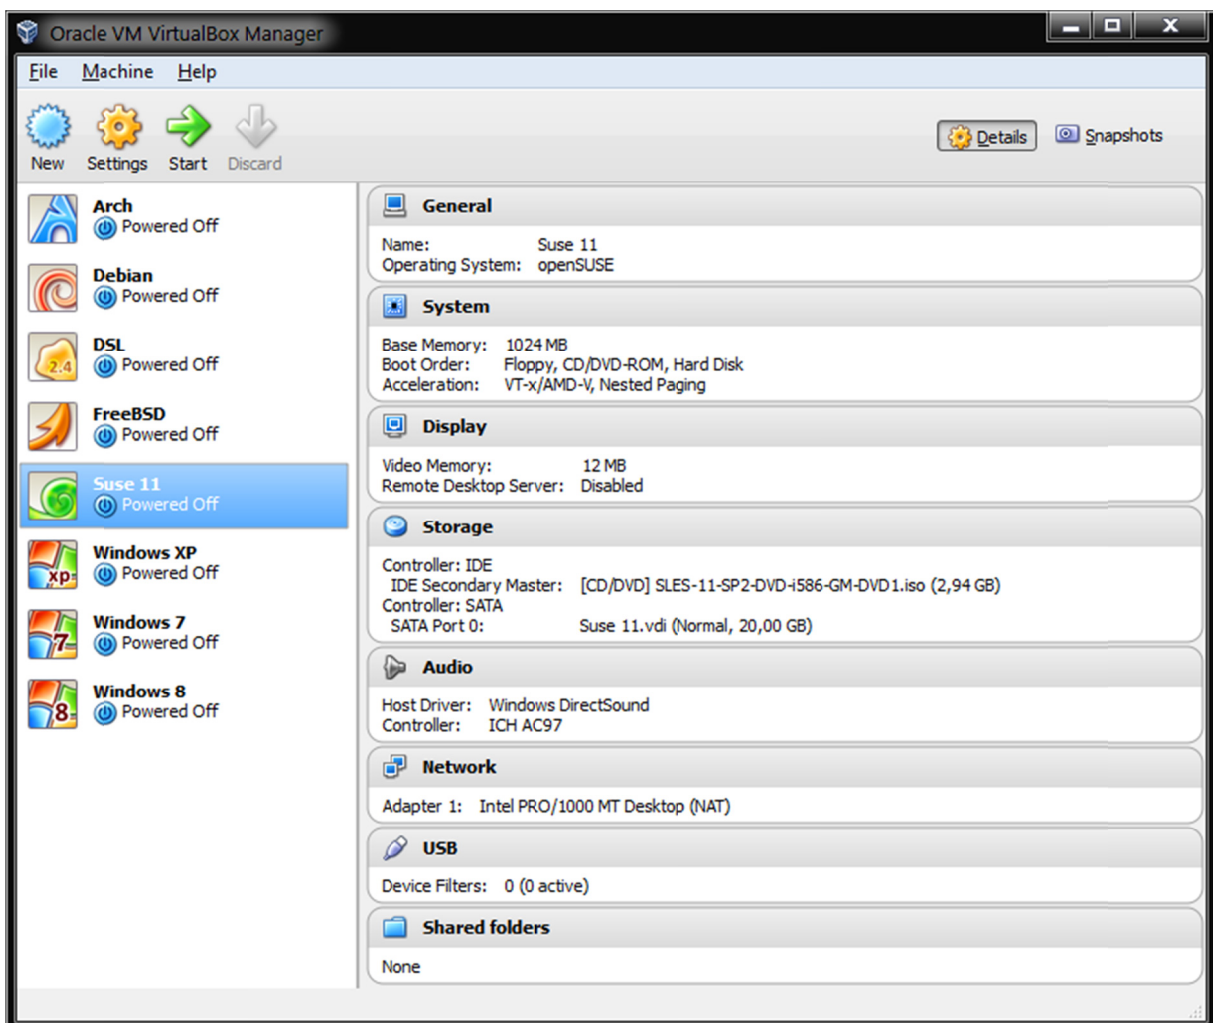 Oracle VM VirtualBox Manager
File Machine Help
New Settings Start Discard
Details Snapshots
Arch
Powered Off
Debian
Powered Off
2.4
DSL
Powered Off
FreeBSD
Powered Off
Suse 11
Powered Off
xp
Windows XP
Powered Off
7
Windows 7
Powered Off
8
Windows 8
Powered Off
General
Name: Suse 11
Operating System: openSUSE
System
Base Memory: 1024 MB
Boot Order: Floppy, CD/DVD-ROM, Hard Disk
Acceleration: VT-x/AMD-V, Nested Paging
Display
Video Memory: 12 MB
Remote Desktop Server: Disabled
Storage
Controller: IDE
IDE Secondary Master: [CD/DVD] SLES-11-SP2-DVD-i586-GM-DVD1.iso (2,94 GB)
Controller: SATA
SATA Port 0: Suse 11.vdi (Normal, 20,00 GB)
Audio
Host Driver: Windows DirectSound
Controller: ICH AC97
Network
Adapter 1: Intel PRO/1000 MT Desktop (NAT)
USB
Device Filters: 0 (0 active)
Shared folders
None